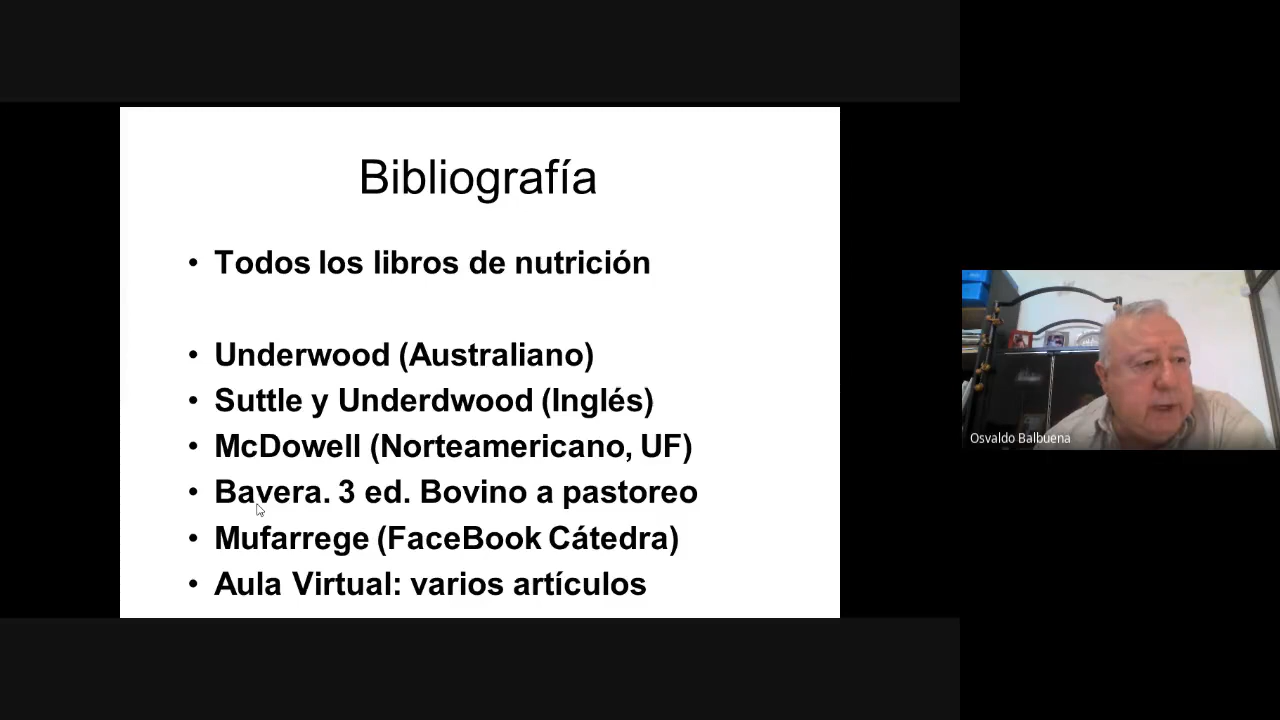 Bibliografía
• Todos los libros de nutrición
• Underwood (Australiano)
• Suttle y Underdwood (Inglés)
• McDowell (Norteamericano, UF)
• Bavera. 3 ed. Bovino a pastoreo
• Mufarrege (FaceBook Cátedra)
• Aula Virtual: varios artículos
Osvaldo Balbuena